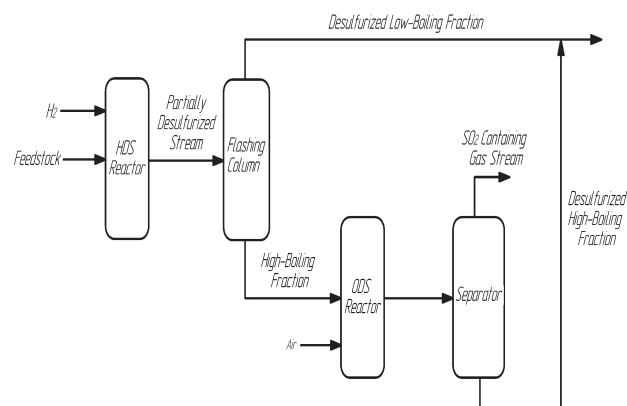 Desulfurized Low-Boiling Fraction
H2
Feedstock
HDS
Reactor
Partially
Desulfurized
Stream
Flashing
Column
SO2 Containing
Gas Stream
Desulfurized
High-Boiling
Fraction
High-Boiling
Fraction
ODS
Reactor
Separator
Air